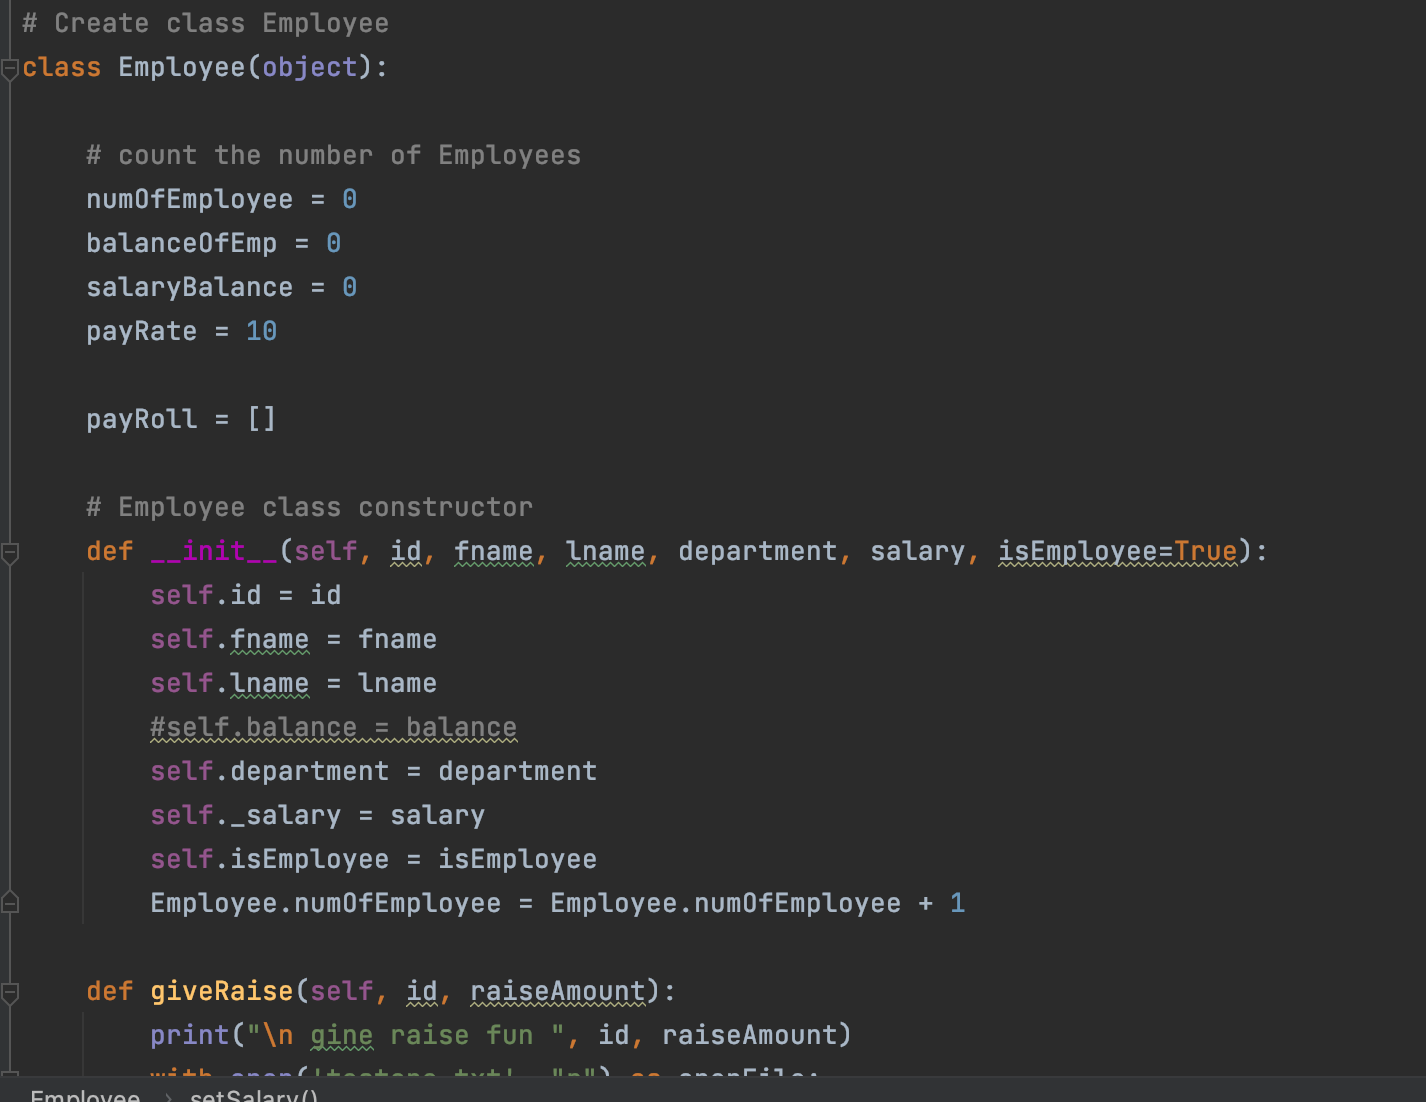 # Create class Employee
class Employee(object):
# count the number of Employees
numOfEmployee = 0
balanceOfEmp = 0
salaryBalance = 0
payRate = 10
payRoll = []
# Employee class constructor
def __init__(self, id, fname, lname, department, salary, isEmployee=True):
self.id = id
self.fname = fname
self.lname = lname
#self.balance = balance
self.department = department
self._salary = salary
self.isEmployee = isEmployee
Employee.numOfEmployee = Employee.numOfEmployee + 1
def giveRaise(self, id, raiseAmount):
print("\n gine raise fun ", id, raiseAmount)
with open(
Employee > setSalary()